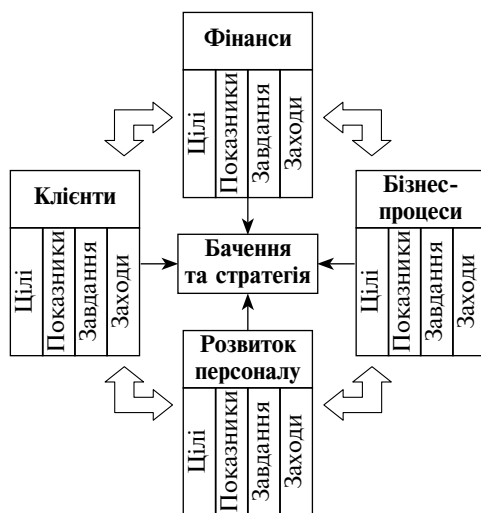 Фінанси
Цілі
Показники
Завдання
Заходи
Клієнти
Цілі
Показники
Завдання
Заходи
Бачення
та стратегія
Бізнес-
процеси
Цілі
Показники
Завдання
Заходи
Розвиток
персоналу
Цілі
Показники
Завдання
Заходи